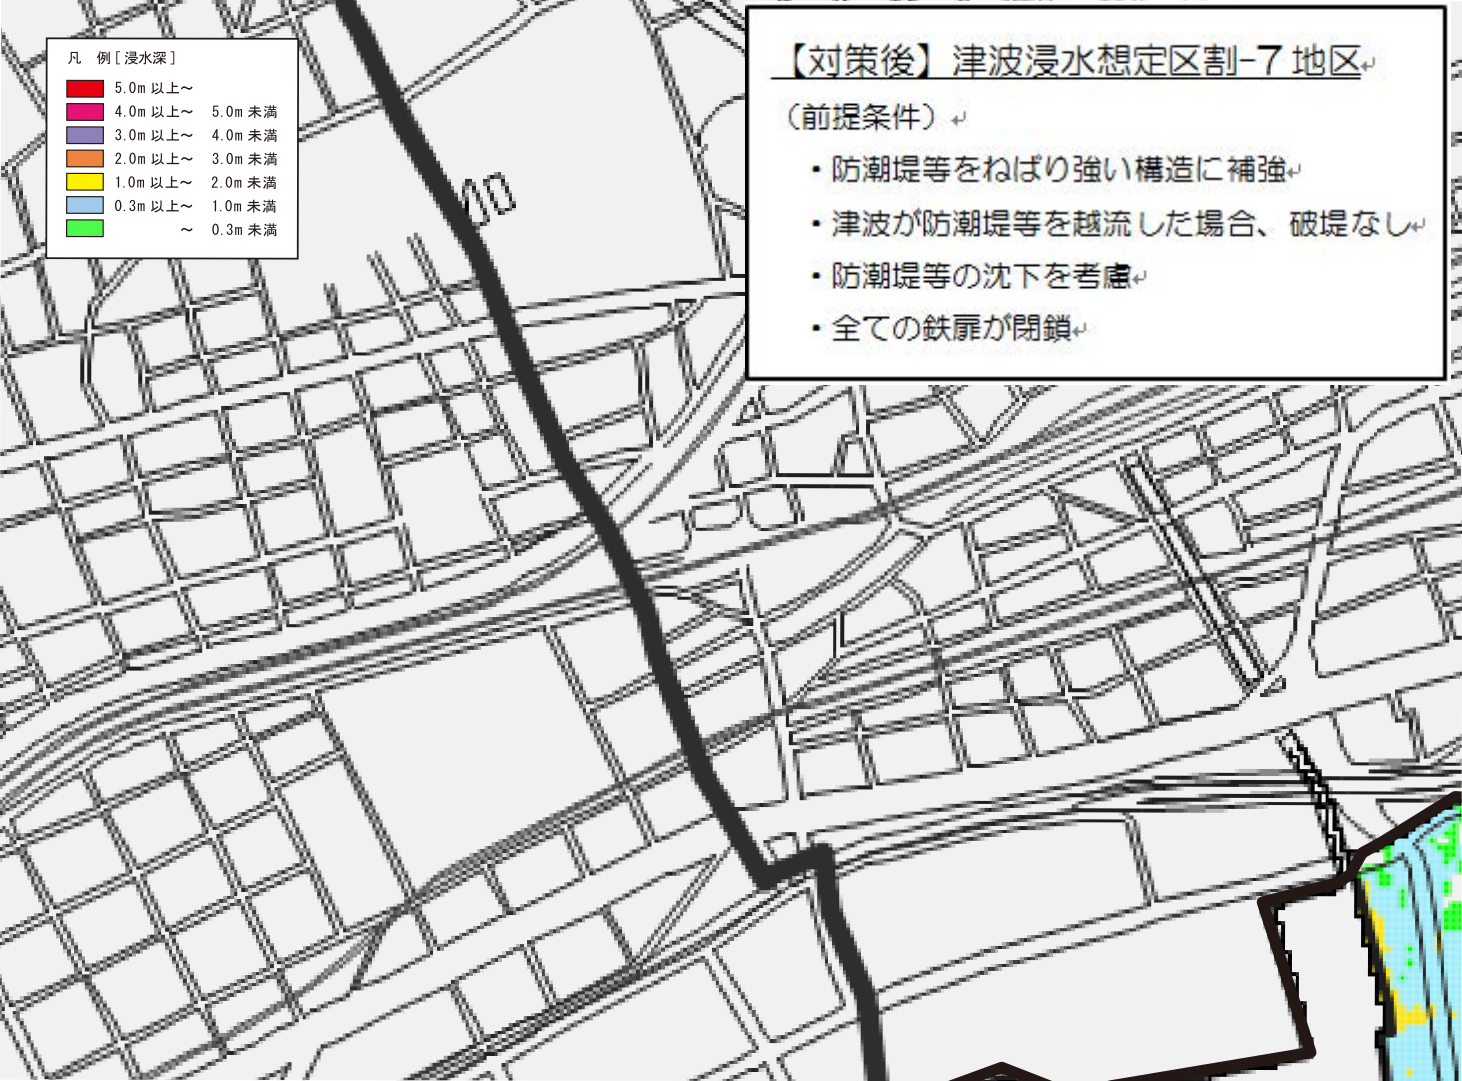 凡　例［浸水深］
5.0m 以上～
4.0m 以上～　5.0m 未満
3.0m 以上～　4.0m 未満
2.0m 以上～　3.0m 未満
1.0m 以上～　2.0m 未満
0.3m 以上～　1.0m 未満
～　0.3m 未満
【対策後】津波浸水想定区割-７地区↵
（前提条件）↵
・防潮堤等をねばり強い構造に補強↵
・津波が防潮堤等を越流した場合、破堤なし↵
・防潮堤等の沈下を考慮↵
・全ての鉄扉が閉鎖↵